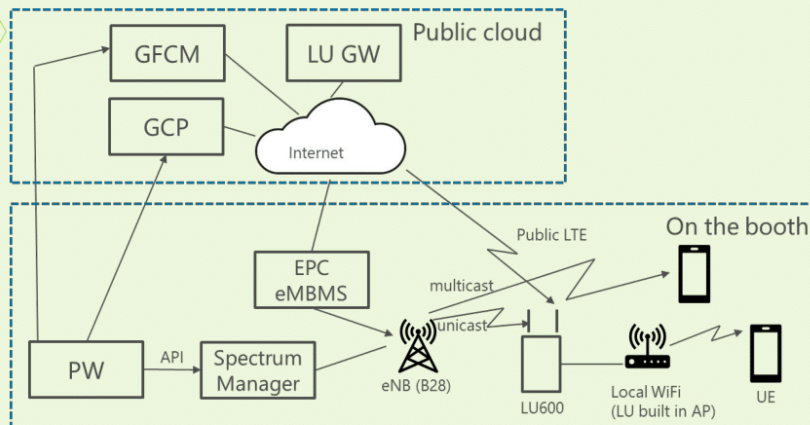 Public cloud
GFCM
LU GW
GCP
Internet
On the booth
Public LTE
EPC
eMBMS
multicast
unicast
PW
API
Spectrum
Manager
eNB (B28)
LU600
Local WiFi
(LU built in AP)
UE